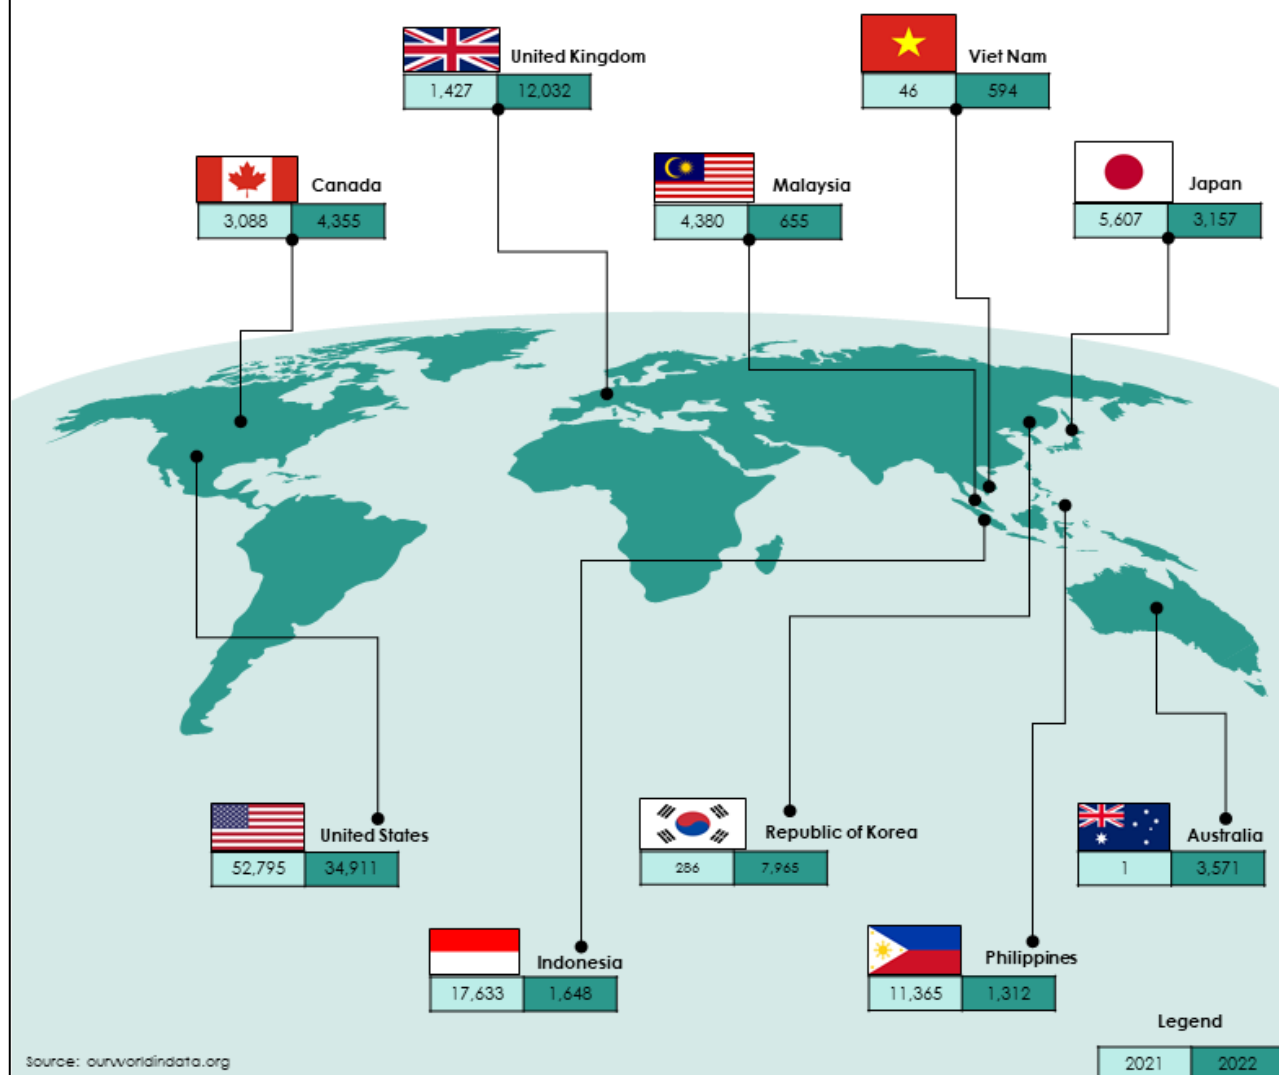 United Kingdom
1,427 12,032
Viet Nam
46 594
Canada
3,088 4,355
Malaysia
4,380 655
Japan
5,607 3,157
United States
52,795 34,911
Republic of Korea
286 7,965
Australia
1 3,571
Indonesia
17,633 1,648
Philippines
11,365 1,312
Legend
2021 2022
Source: ourworldindata.org